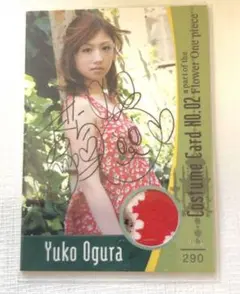 a part of the
Flower One piece
Costume Card NO.02
Yuko Ogura
290